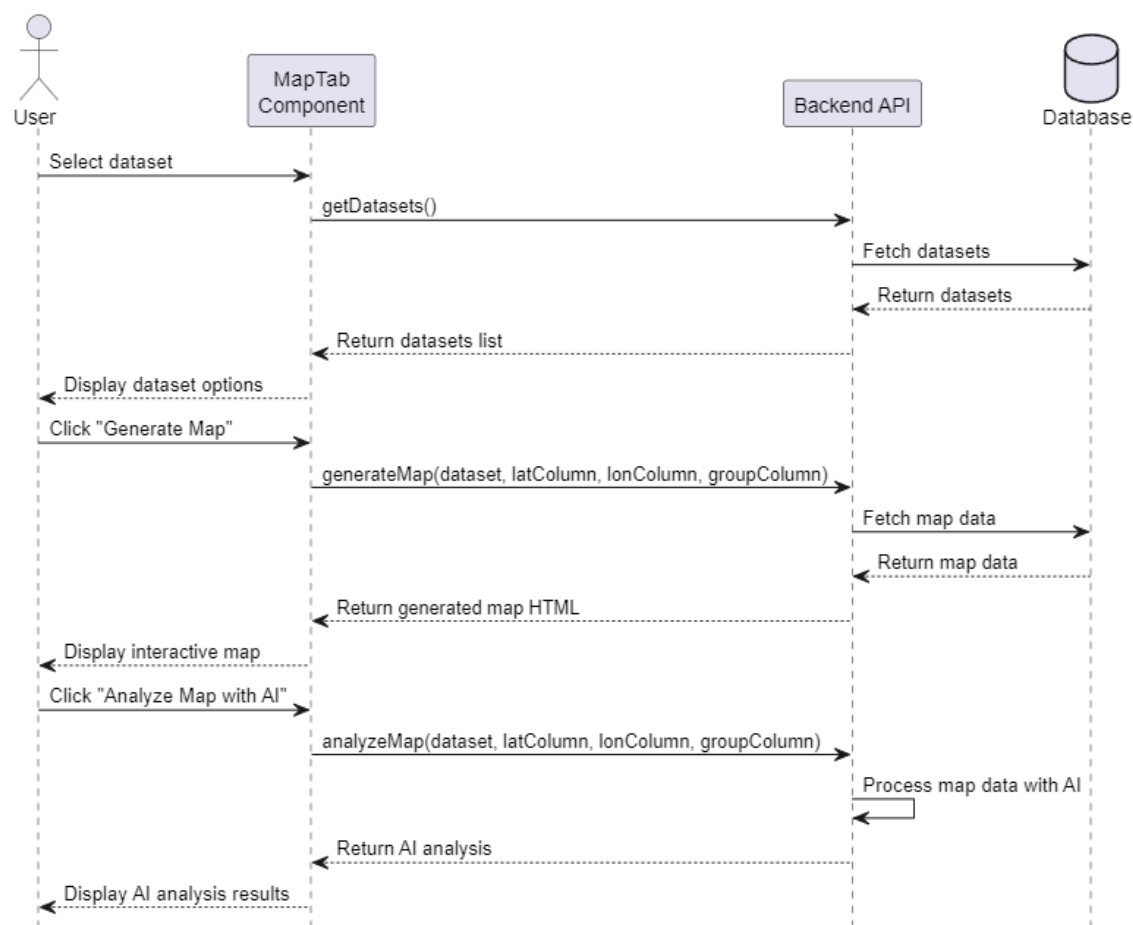 User
MapTab
Component
Backend API
Database
Select dataset
getDatasets()
Fetch datasets
Return datasets
Return datasets list
Display dataset options
Click "Generate Map"
generateMap(dataset, latColumn, lonColumn, groupColumn)
Fetch map data
Return map data
Return generated map HTML
Display interactive map
Click "Analyze Map with AI"
analyzeMap(dataset, latColumn, lonColumn, groupColumn)
Process map data with AI
Return AI analysis
Display AI analysis results